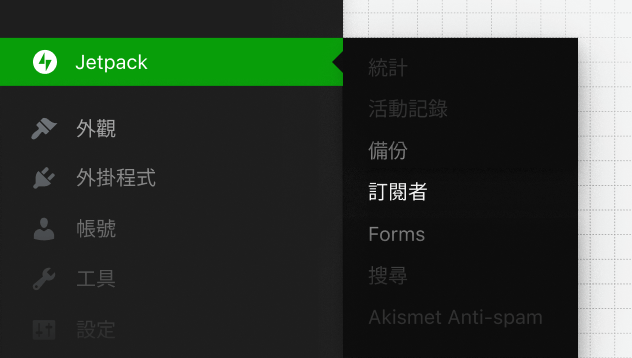 Jetpack
外觀
外掛程式
帳號
工具
設定
統計
活動記錄
備份
訂閱者
Forms
搜尋
Akismet Anti-spam